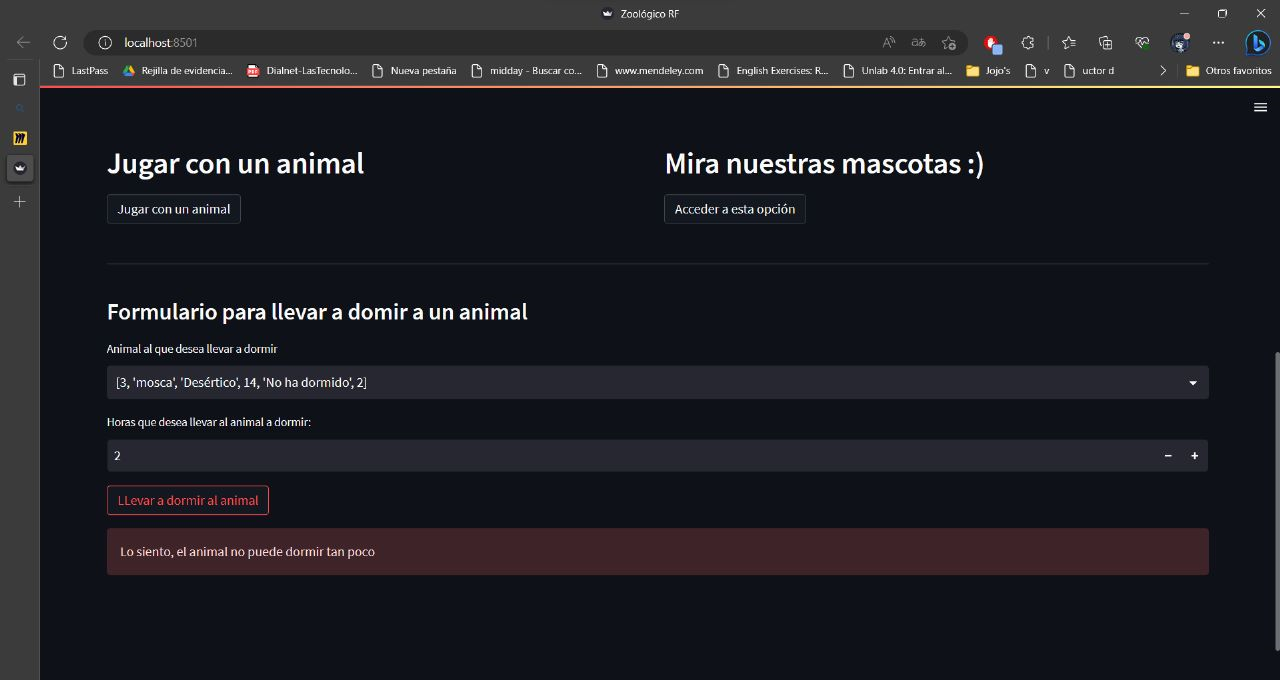 Zoológico RF
localhost:8501
LastPass
Rejilla de evidencia...
Dialnet-LasTecnolo...
Nueva pestaña
midday - Buscar co...
www.mendeley.com
English Exercises: R...
Unlab 4.0: Entrar al...
Jojo's
v
uctor d
Otros favoritos
Jugar con un animal
Mira nuestras mascotas :)
Jugar con un animal
Acceder a esta opción
Formulario para llevar a domir a un animal
Animal al que desea llevar a dormir
[3, 'mosca', 'Desértico', 14, 'No ha dormido', 2]
Horas que desea llevar al animal a dormir:
2
LLevar a dormir al animal
Lo siento, el animal no puede dormir tan poco